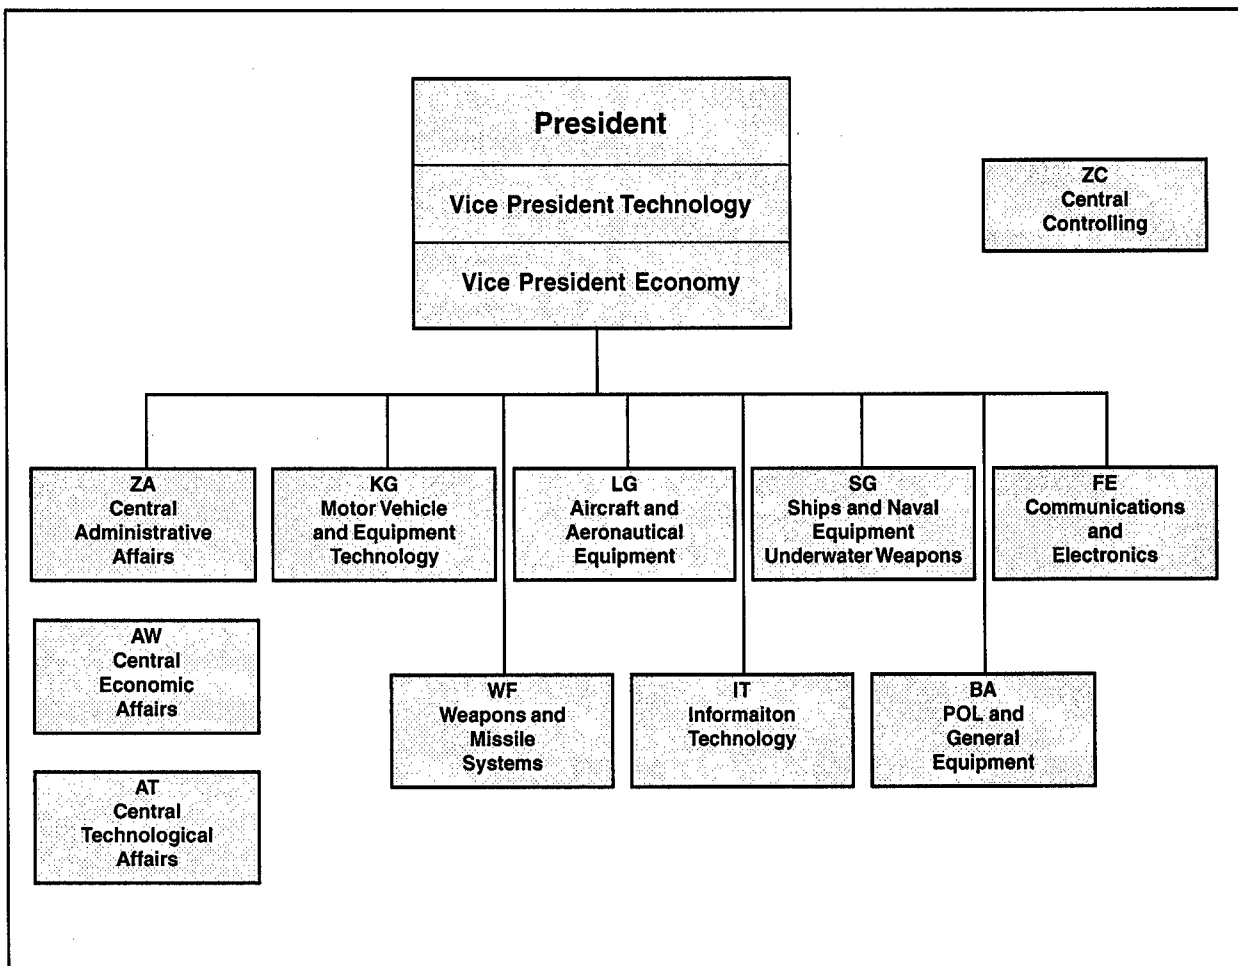 President
Vice President Technology
Vice President Economy
ZC
Central
Controlling
ZA
Central
Administrative
Affairs
KG
Motor Vehicle
and Equipment
Technology
LG
Aircraft and
Aeronautical
Equipment
SG
Ships and Naval
Equipment
Underwater Weapons
FE
Communications
and
Electronics
AW
Central
Economic
Affairs
WF
Weapons and
Missile
Systems
IT
Informaiton
Technology
BA
POL and
General
Equipment
AT
Central
Technological
Affairs